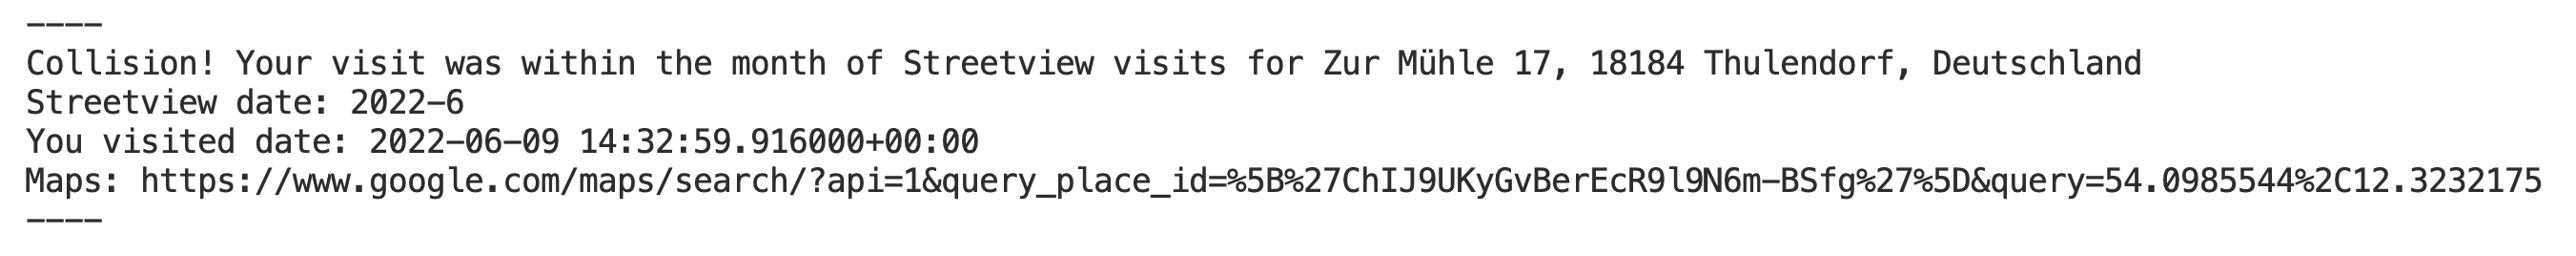 ----
Collision! Your visit was within the month of Streetview visits for Zur Mühle 17, 18184 Thulendorf, Deutschland
Streetview date: 2022-6
You visited date: 2022-06-09 14:32:59.916000+00:00
Maps: https://www.google.com/maps/search/?api=1&query_place_id=%5B%27ChIJ9UKyGvBerEcR9l9N6m-BSfg%27%5D&query=54.0985544%2C12.3232175
----